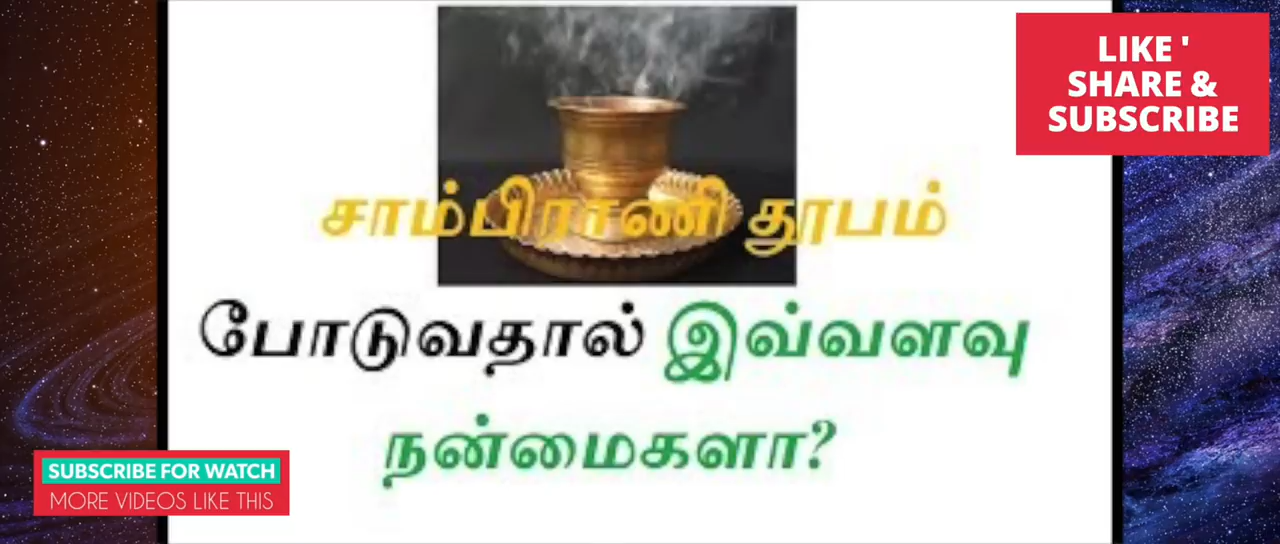 LIKE '
SHARE &
SUBSCRIBE
சாம்பிராணி தூபம்
போடுவதால் இவ்வளவு
நன்மைகளா?
SUBSCRIBE FOR WATCH
MORE VIDEOS LIKE THIS